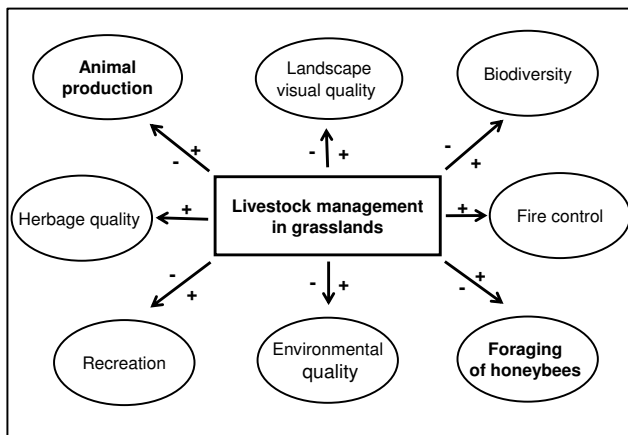 Animal
production
Landscape
visual quality
Biodiversity
- +
- +
- +
Herbage quality
+
Livestock management
in grasslands
+
Fire control
- +
- +
- +
Recreation
Environmental
quality
Foraging
of honeybees